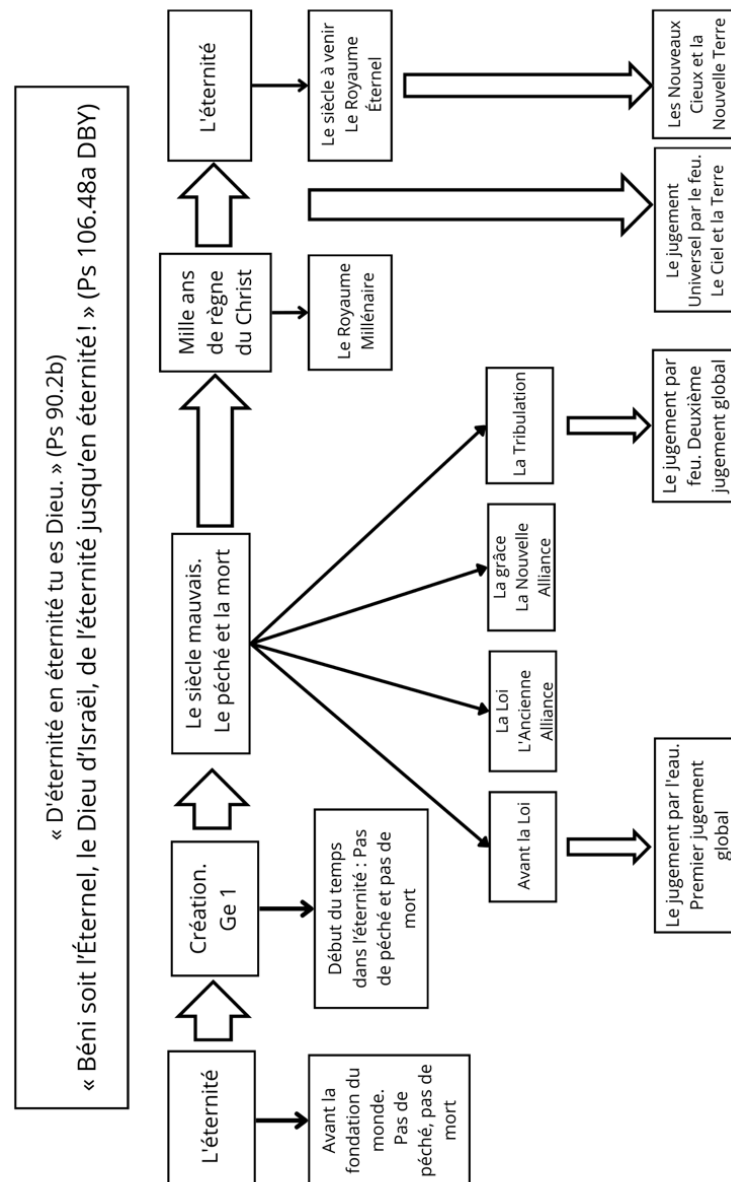 « D'éternité en éternité tu es Dieu. » (Ps 90.2b)
« Béni soit l'Éternel, le Dieu d'Israël, de l'éternité jusqu'en éternité! » (Ps 106.48a DBY)
L'éternité
Création.
Ge 1
Le siècle mauvais.
Le péché et la mort
Mille ans
de règne
du Christ
L'éternité
Avant la
fondation du
monde.
Pas de
péché, pas de
mort
Début du temps
dans l'éternité : Pas
de péché et pas de
mort
Le Royaume
Millénaire
Le siècle à venir
Le Royaume
Éternel
Avant la Loi
La Loi
L'Ancienne
Alliance
La grâce
La Nouvelle
Alliance
La Tribulation
Le jugement par l'eau.
Premier jugement
global
Le jugement par
feu. Deuxième
jugement global
Le jugement
Universel par le feu.
Le Ciel et la Terre
Les Nouveaux
Cieux et la
Nouvelle Terre